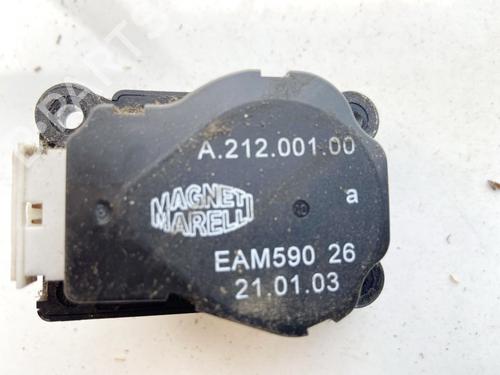 A.212.001.00
MAGNETI
MARELLI
a
EAM590 26
21.01.03